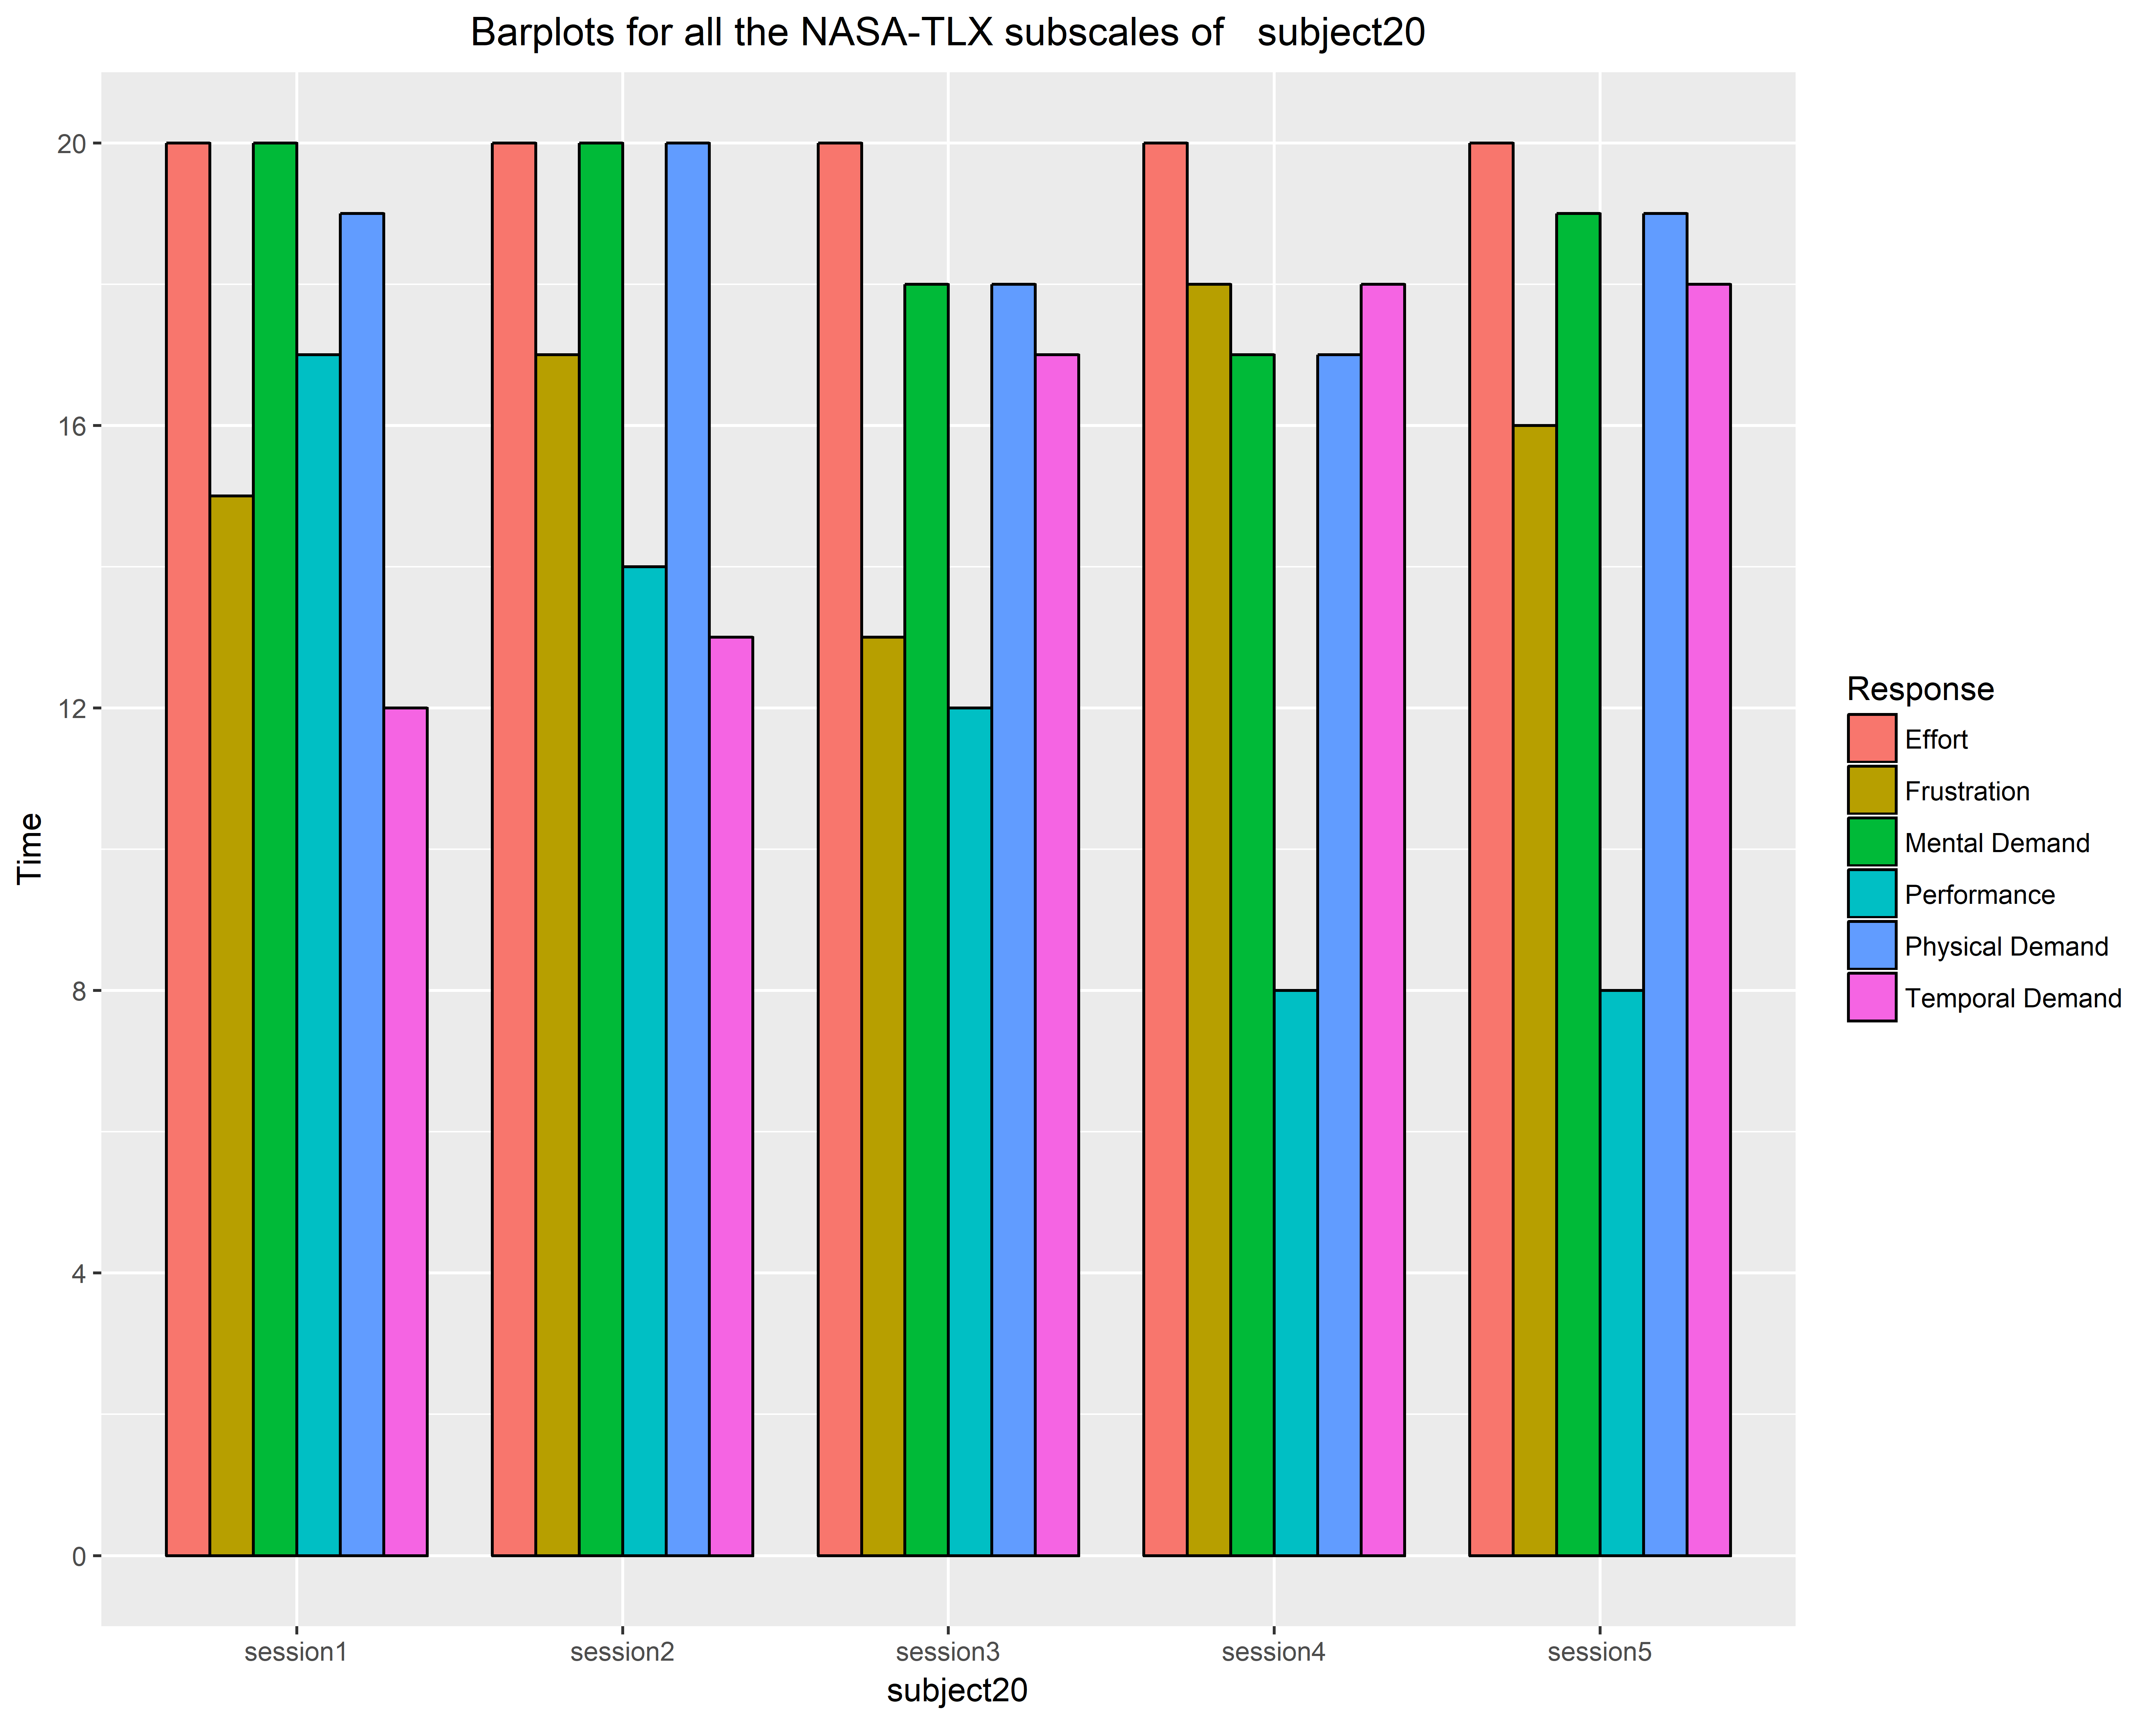 Barplots for all the NASA-TLX subscales of   subject20
Time
20
16
12
8
4
0
session1 session2 session3 session4 session5
subject20
Response
Effort
Frustration
Mental Demand
Performance
Physical Demand
Temporal Demand